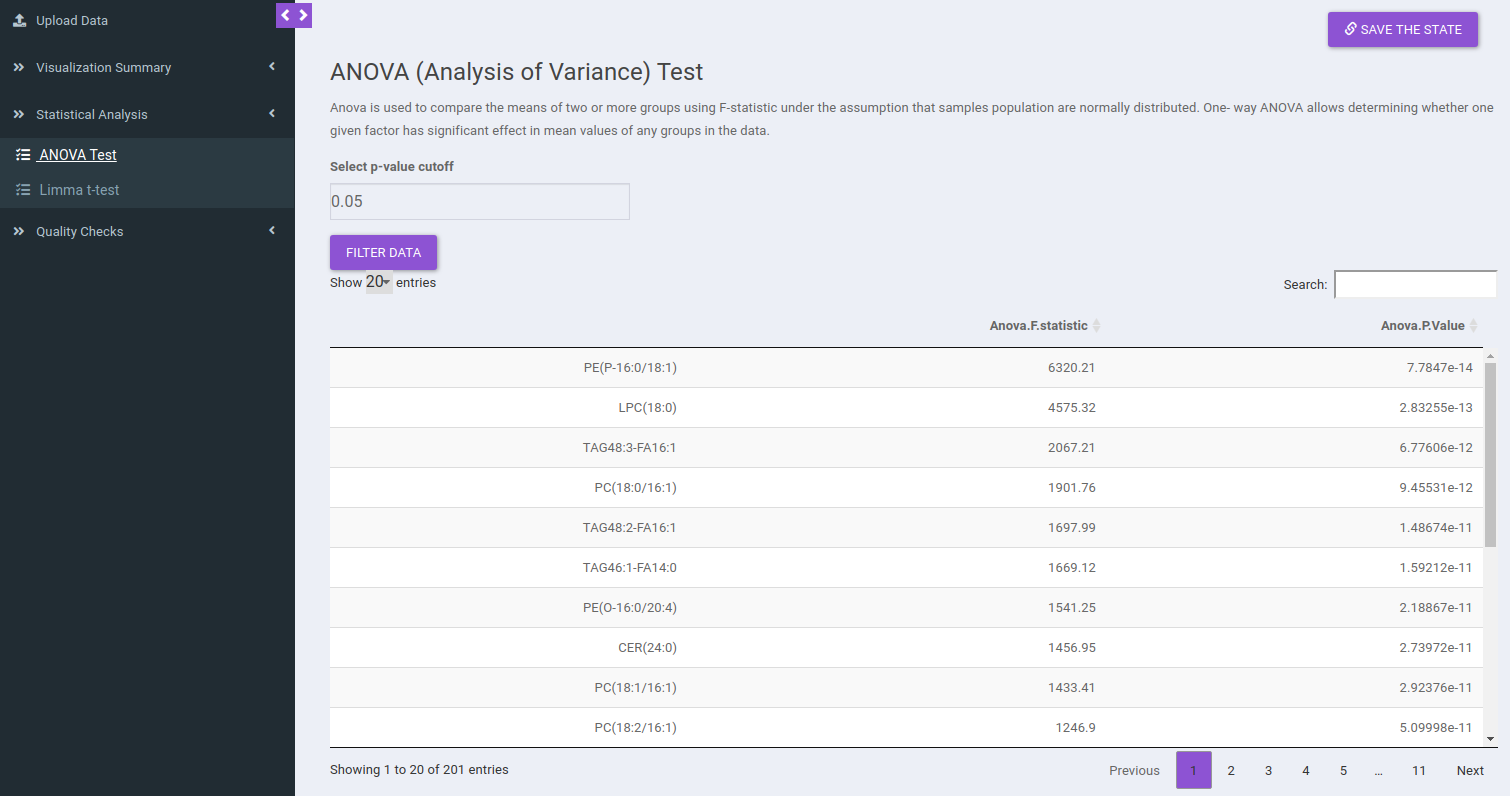 Upload Data
Visualization Summary
Statistical Analysis
ANOVA Test
Limma t-test
Quality Checks
SAVE THE STATE
ANOVA (Analysis of Variance) Test
Anova is used to compare the means of two or more groups using F-statistic under the assumption that samples population are normally distributed. One- way ANOVA allows determining whether one
given factor has significant effect in mean values of any groups in the data.
Select p-value cutoff
0.05
FILTER DATA
Show 20 entries
Search:
Anova.F.statistic Anova.P.Value
PE(P-16:0/18:1) 6320.21 7.7847e-14
LPC(18:0) 4575.32 2.83255e-13
TAG48:3-FA16:1 2067.21 6.77606e-12
PC(18:0/16:1) 1901.76 9.45531e-12
TAG48:2-FA16:1 1697.99 1.48674e-11
TAG46:1-FA14:0 1669.12 1.59212e-11
PE(O-16:0/20:4) 1541.25 2.18867e-11
CER(24:0) 1456.95 2.73972e-11
PC(18:1/16:1) 1433.41 2.92376e-11
PC(18:2/16:1) 1246.9 5.09998e-11
Showing 1 to 20 of 201 entries
Previous 1 2 3 4 5 … 11 Next